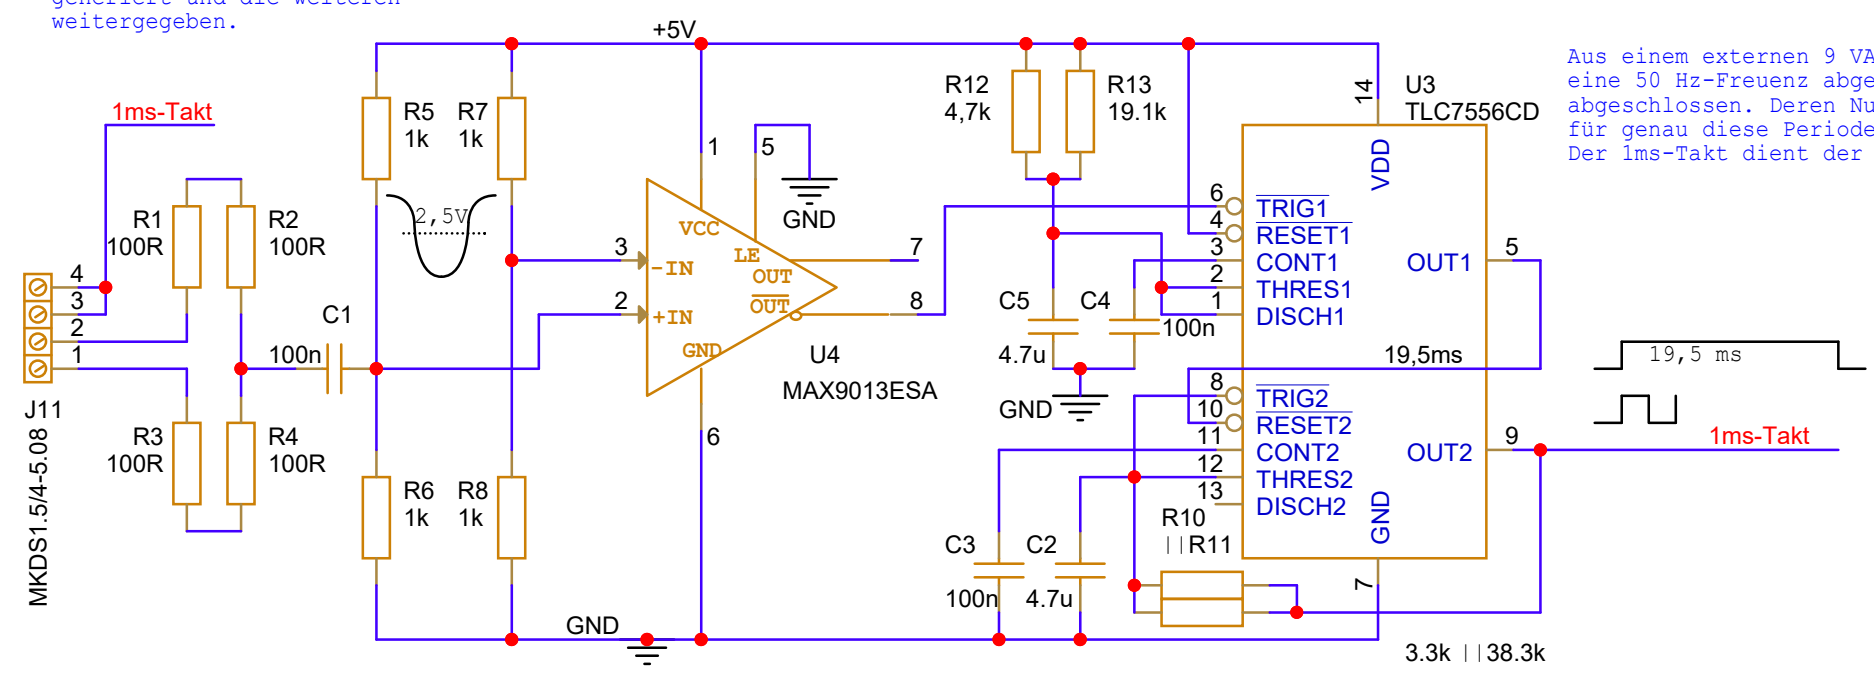 weitergegeben.
+5V
Aus einem externen 9 VA
eine 50 Hz-Freuenz abge
abgeschlossen. Deren Nu
für genau diese Periode
Der 1ms-Takt dient der
1ms-Takt
R5
1k
R7
1k
R12
4,7k
R13
19.1k
U3
TLC7556CD
14
VDD
1
5
GND
R1
100R
R2
100R
2,5V
VCC
LE
OUT
OUT
-IN
+IN
GND
3
2
7
8
6
U4
MAX9013ESA
6
4
3
2
1
TRIG1
RESET1
CONT1
THRES1
DISCH1
OUT1
5
4
3
2
1
J11
MKDS1.5/4-5.08
C1
100n
C5
4.7u
C4
100n
GND
19,5ms
19,5 ms
8
10
11
12
13
TRIG2
RESET2
CONT2
THRES2
DISCH2
OUT2
9
1ms-Takt
GND
7
R3
100R
R4
100R
R6
1k
R8
1k
R10
||R11
C3
100n
C2
4.7u
GND
3.3k ||38.3k